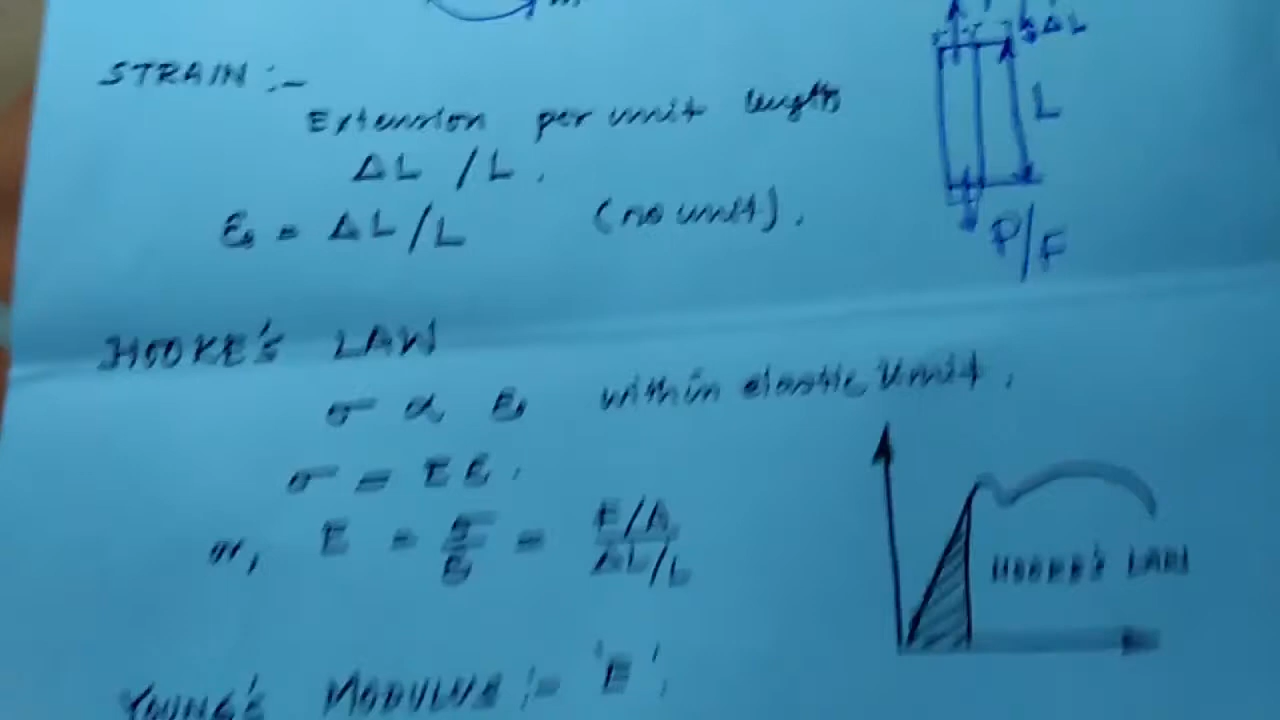 STRAIN :-
Extension per unit length
ΔL / L .
ε = ΔL/L (no unit) .
ΔL
L
P/F
HOOKE'S LAW
σ α ε within elastic limit .
σ = E ε .
or, E = σ/ε = F/A / ΔL/L
HOOKE'S LAW
YOUNG'S MODULUS :- 'E'